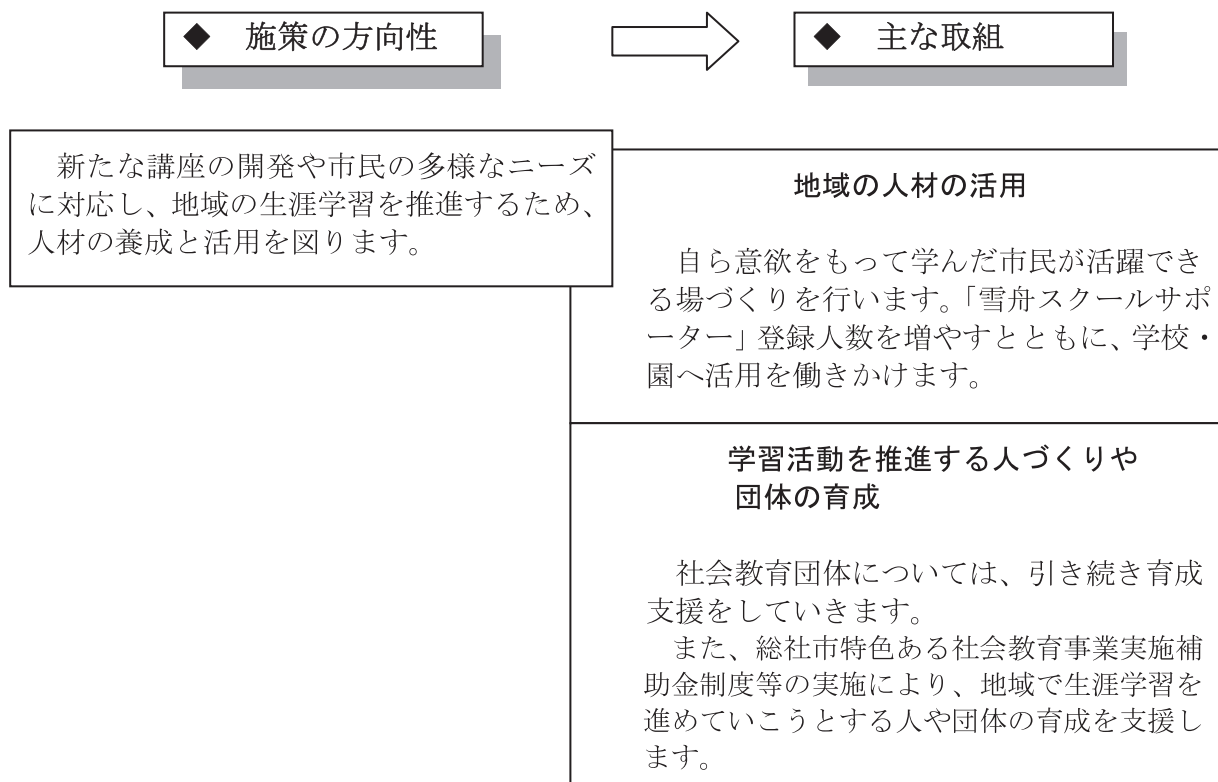 ◆ 施策の方向性
◆ 主な取組
新たな講座の開発や市民の多様なニーズ
に対応し、地域の生涯学習を推進するため、
人材の養成と活用を図ります。
地域の人材の活用
自ら意欲をもって学んだ市民が活躍でき
る場づくりを行います。「雪舟スクールサポ
ーター」登録人数を増やすとともに、学校・
園へ活用を働きかけます。
学習活動を推進する人づくりや
団体の育成
社会教育団体については、引き続き育成
支援をしていきます。
また、総社市特色ある社会教育事業実施補
助金制度等の実施により、地域で生涯学習を
進めていこうとする人や団体の育成を支援し
ます。